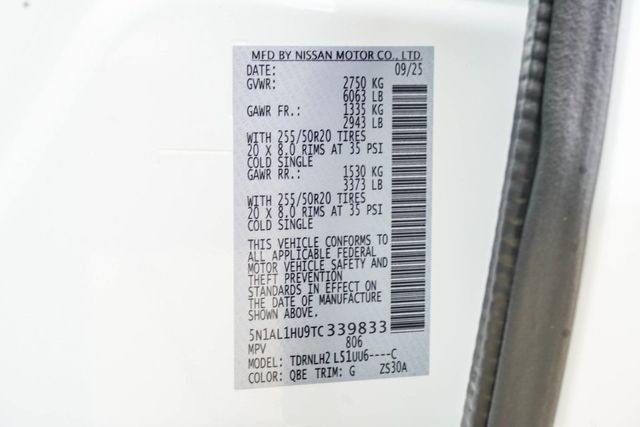 MFD BY NISSAN MOTOR CO., LTD.
DATE: 09/25
GVWR: 2750 KG
6063 LB
GAWR FR.: 1335 KG
2943 LB
WITH 255/50R20 TIRES
20 X 8.0 RIMS AT 35 PSI
COLD SINGLE
GAWR RR.: 1530 KG
3373 LB
WITH 255/50R20 TIRES
20 X 8.0 RIMS AT 35 PSI
COLD SINGLE
THIS VEHICLE CONFORMS TO
ALL APPLICABLE FEDERAL
MOTOR VEHICLE SAFETY AND
THEFT PREVENTION
STANDARDS IN EFFECT ON
THE DATE OF MANUFACTURE
SHOWN ABOVE.
5N1AL1HU9TC 339833
MPV 806
MODEL: TDRNLH2 L51UU6----C
COLOR: QBE TRIM: G ZS30A